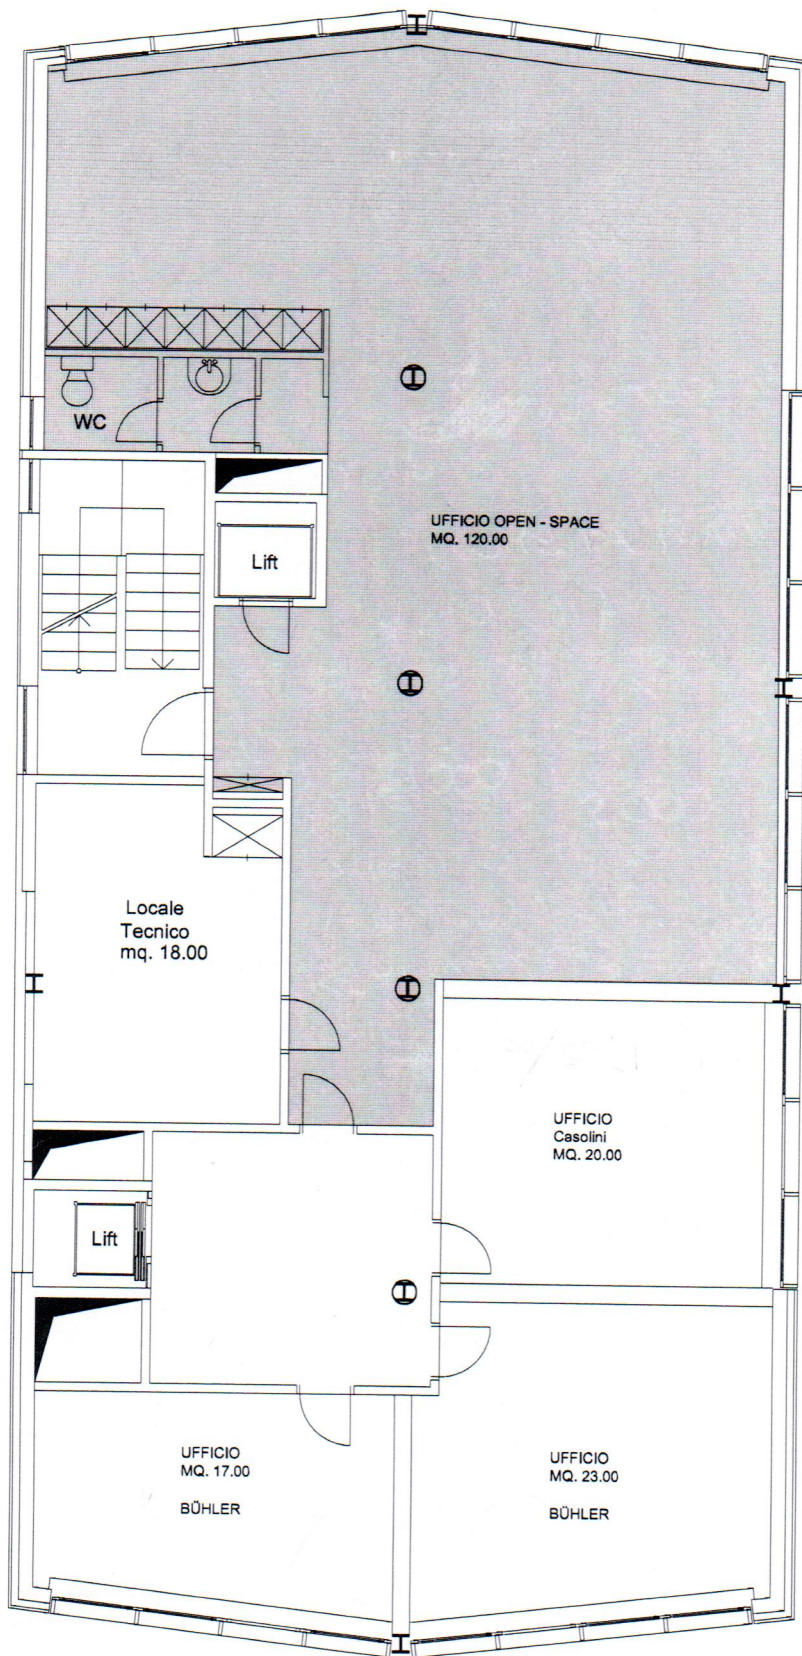 WC
UFFICIO OPEN - SPACE
MQ. 120.00
Lift
Locale
Tecnico
mq. 18.00
UFFICIO
Casolini
MQ. 20.00
Lift
UFFICIO
MQ. 17.00
BÜHLER
UFFICIO
MQ. 23.00
BÜHLER